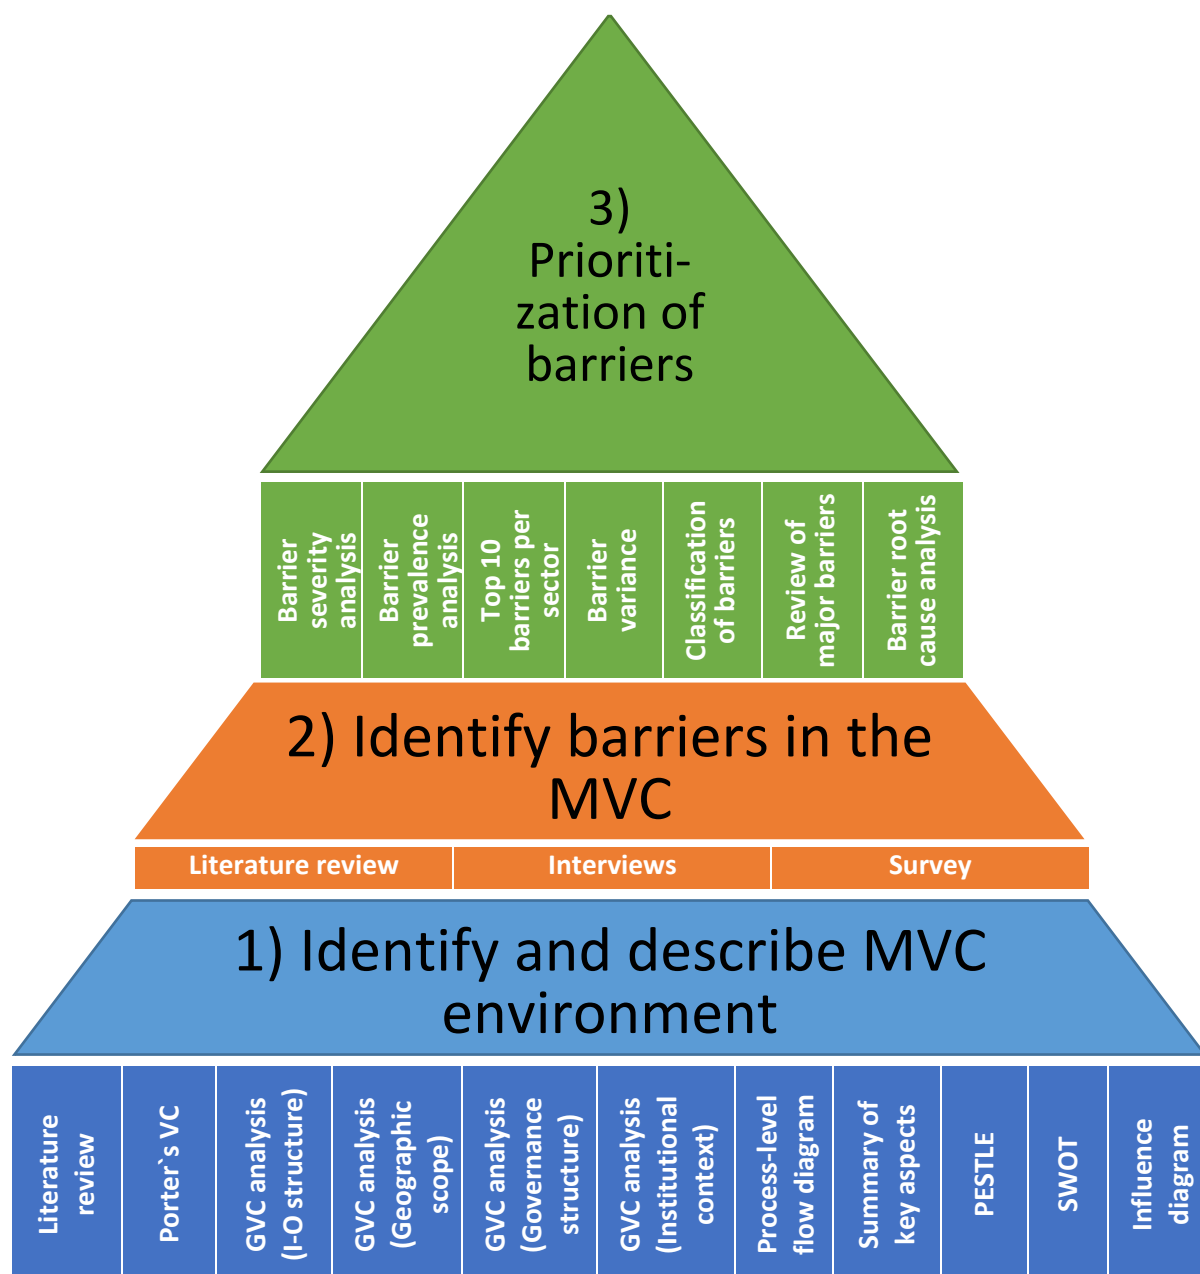 3)
Prioriti-
zation of
barriers
Barrier
severity
analysis
Barrier
prevalence
analysis
Top 10
barriers per
sector
Barrier
variance
Classification
of barriers
Review of
major barriers
Barrier root
cause analysis
2) Identify barriers in the
MVC
Literature review
Interviews
Survey
1) Identify and describe MVC
environment
Literature
review
Porter`s VC
GVC analysis
(I-O structure)
GVC analysis
(Geographic
scope)
GVC analysis
(Governance
structure)
GVC analysis
(Institutional
context)
Process-level
flow diagram
Summary of
key aspects
PESTLE
SWOT
Influence
diagram